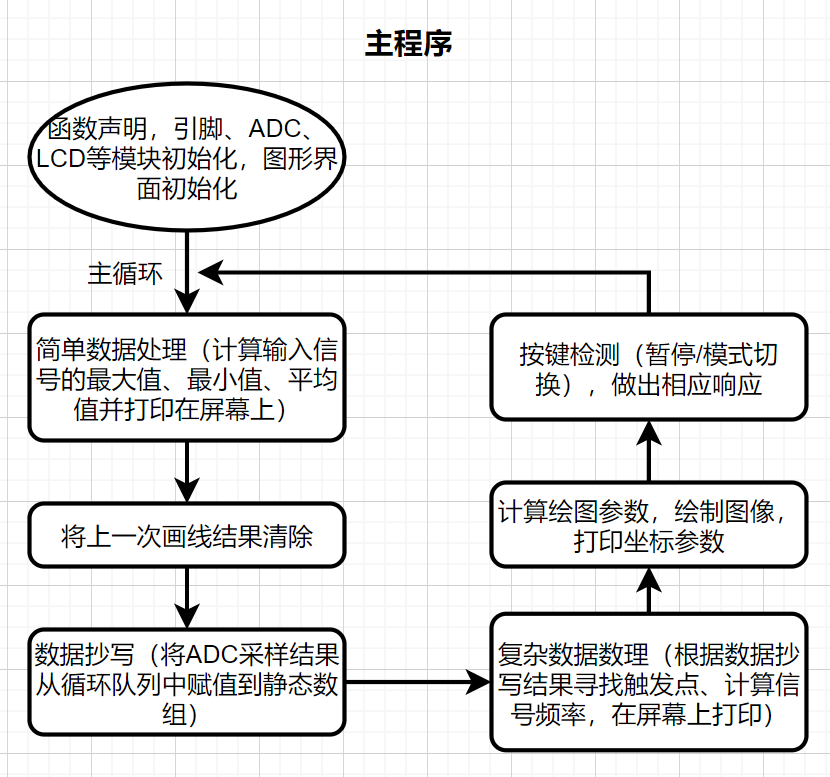 主程序
函数声明，引脚、ADC、
LCD等模块初始化，图形界
面初始化
主循环
简单数据处理（计算输入信
号的最大值、最小值、平均
值并打印在屏幕上）
将上一次画线结果清除
数据抄写（将ADC采样结果
从循环队列中赋值到静态数
组）
复杂数据数理（根据数据抄
写结果寻找触发点、计算信
号频率，在屏幕上打印）
计算绘图参数，绘制图像，
打印坐标参数
按键检测（暂停/模式切
换），做出相应响应